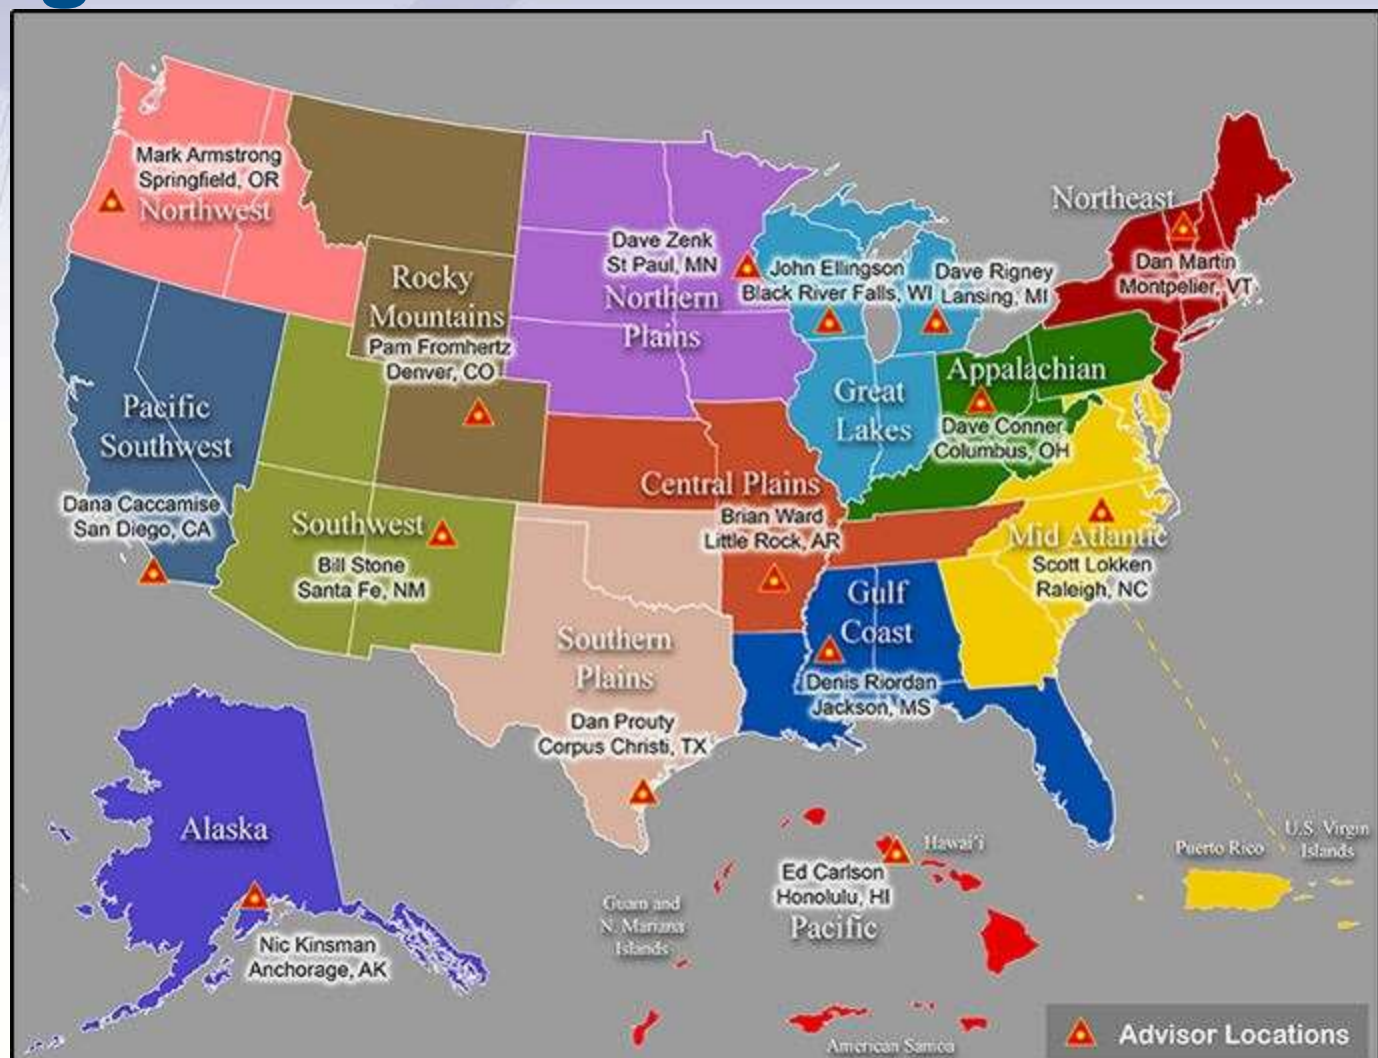 Mark Armstrong
Springfield, OR
Northwest
Northeast
Dan Martin
Montpelier, VT
Dave Zenk
St Paul, MN
Northern
Plains
John Ellingson
Black River Falls, WI
Dave Rigney
Lansing, MI
Rocky
Mountains
Pam Fromhertz
Denver, CO
Pacific
Southwest
Dana Caccamise
San Diego, CA
Great
Lakes
Appalachian
Dave Conner
Columbus, OH
Central Plains
Brian Ward
Little Rock, AR
Southwest
Bill Stone
Santa Fe, NM
Mid Atlantic
Scott Lokken
Raleigh, NC
Gulf
Coast
Denis Riordan
Jackson, MS
Southern
Plains
Dan Prouty
Corpus Christi, TX
Alaska
Nic Kinsman
Anchorage, AK
Hawai'i
Ed Carlson
Honolulu, HI
Pacific
Guam and
N. Mariana
Islands
American Samoa
Puerto Rico
U.S. Virgin
Islands
Advisor Locations